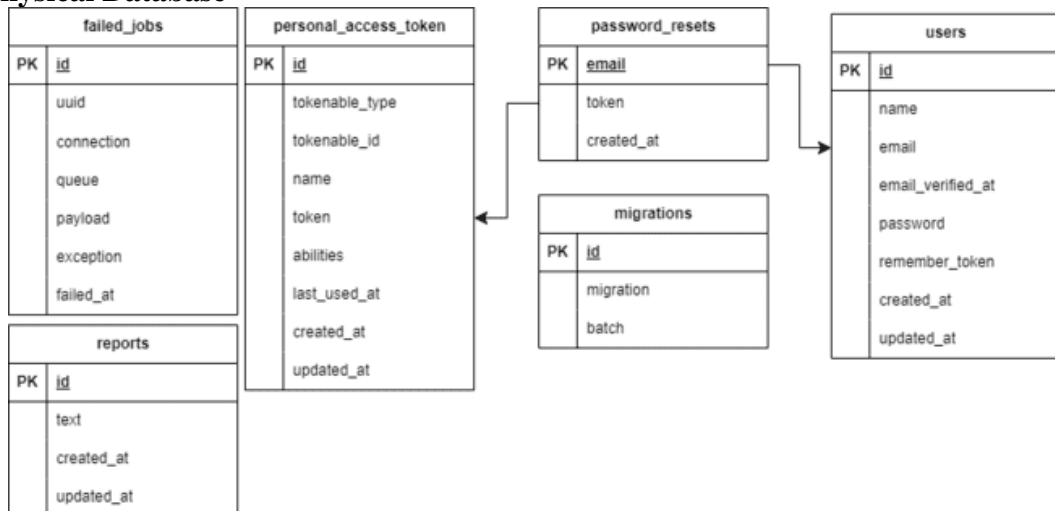 hysical Database
failed_jobs
PK id
uuid
connection
queue
payload
exception
failed_at
personal_access_token
PK id
tokenable_type
tokenable_id
name
token
abilities
last_used_at
created_at
updated_at
password_resets
PK email
token
created_at
users
PK id
name
email
email_verified_at
password
remember_token
created_at
updated_at
migrations
PK id
migration
batch
reports
PK id
text
created_at
updated_at